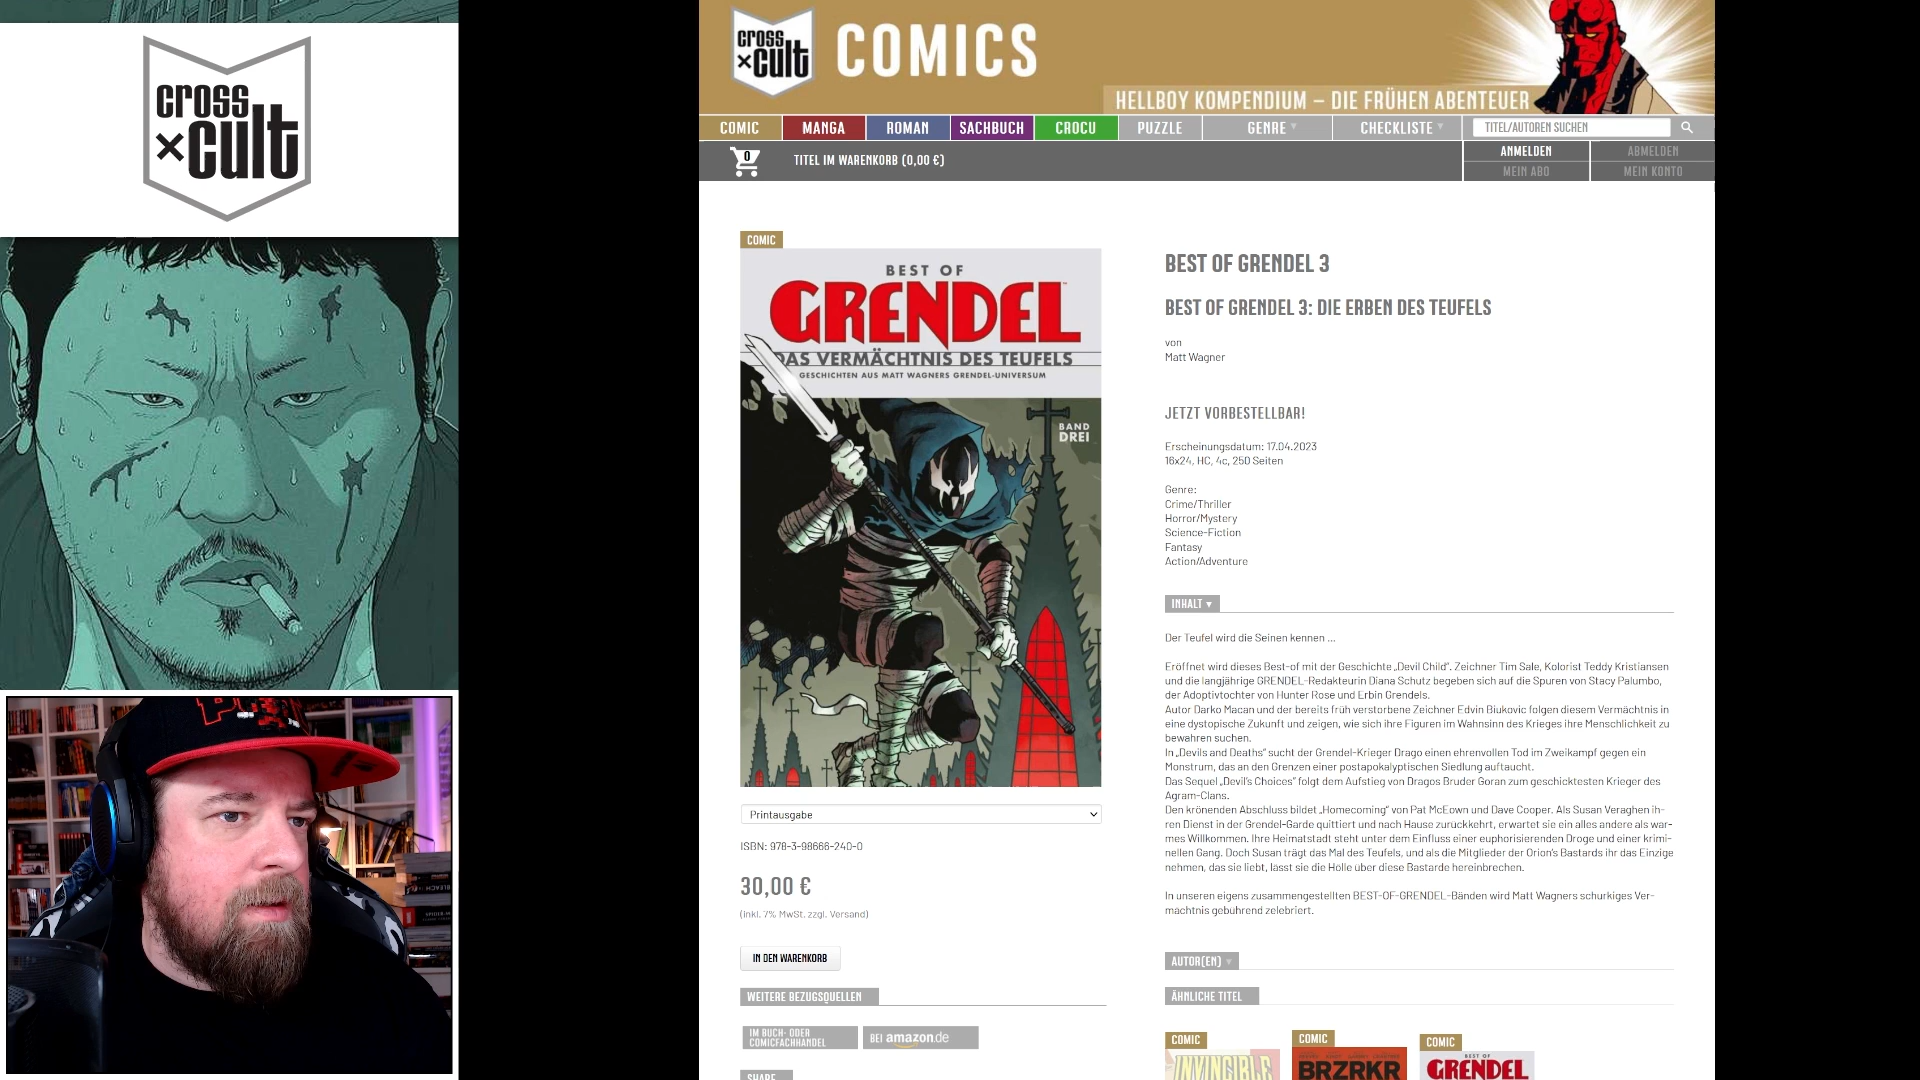 cross
×cult
cross
×cult
COMICS
HELLBOY KOMPENDIUM – DIE FRÜHEN ABENTEUER
COMIC
MANGA
ROMAN
SACHBUCH
CROCU
PUZZLE
GENRE ▼
CHECKLISTE ▼
TITEL/AUTOREN SUCHEN
0
TITEL IM WARENKORB (0,00 €)
ANMELDEN
ABMELDEN
MEIN ABO
MEIN KONTO
COMIC
BEST OF
GRENDEL
DAS VERMÄCHTNIS DES TEUFELS
GESCHICHTEN AUS MATT WAGNERS GRENDEL-UNIVERSUM
BAND
DREI
Printausgabe
ISBN: 978-3-98666-240-0
30,00 €
(inkl. 7% MwSt. zzgl. Versand)
IN DEN WARENKORB
WEITERE BEZUGSQUELLEN
IM BUCH- ODER
COMICFACHHANDEL
BEI amazon.de
SHARE
BEST OF GRENDEL 3
BEST OF GRENDEL 3: DIE ERBEN DES TEUFELS
von
Matt Wagner
JETZT VORBESTELLBAR!
Erscheinungsdatum: 17.04.2023
16x24, HC, 4c, 250 Seiten
Genre:
Crime/Thriller
Horror/Mystery
Science-Fiction
Fantasy
Action/Adventure
INHALT ▼
Der Teufel wird die Seinen kennen ...
Eröffnet wird dieses Best-of mit der Geschichte „Devil Child“. Zeichner Tim Sale, Kolorist Teddy Kristiansen
und die langjährige GRENDEL-Redakteurin Diana Schutz begeben sich auf die Spuren von Stacy Palumbo,
der Adoptivtochter von Hunter Rose und Erbin Grendels.
Autor Darko Macan und der bereits früh verstorbene Zeichner Edvin Biukovic folgen diesem Vermächtnis in
eine dystopische Zukunft und zeigen, wie sich ihre Figuren im Wahnsinn des Krieges ihre Menschlichkeit zu
bewahren suchen.
In „Devils and Deaths“ sucht der Grendel-Krieger Drago einen ehrenvollen Tod im Zweikampf gegen ein
Monstrum, das an den Grenzen einer postapokalyptischen Siedlung auftaucht.
Das Sequel „Devil's Choices“ folgt dem Aufstieg von Dragos Bruder Goran zum geschicktesten Krieger des
Agram-Clans.
Den krönenden Abschluss bildet „Homecoming“ von Pat McEown und Dave Cooper. Als Susan Veraghen ih-
ren Dienst in der Grendel-Garde quittiert und nach Hause zurückkehrt, erwartet sie ein alles andere als war-
mes Willkommen. Ihre Heimatstadt steht unter dem Einfluss einer euphorisierenden Droge und einer krimi-
nellen Gang. Doch Susan trägt das Mal des Teufels, und als die Mitglieder der Orion's Bastards ihr das Einzige
nehmen, das sie liebt, lässt sie die Hölle über diese Bastarde hereinbrechen.
In unseren eigens zusammengestellten BEST-OF-GRENDEL-Bänden wird Matt Wagners schurkiges Ver-
mächtnis gebührend zelebriert.
AUTOR(EN) ▼
ÄHNLICHE TITEL
COMIC
INVINCIBLE
COMIC
BRZRKR
COMIC
BEST OF
GRENDEL
BLEACH